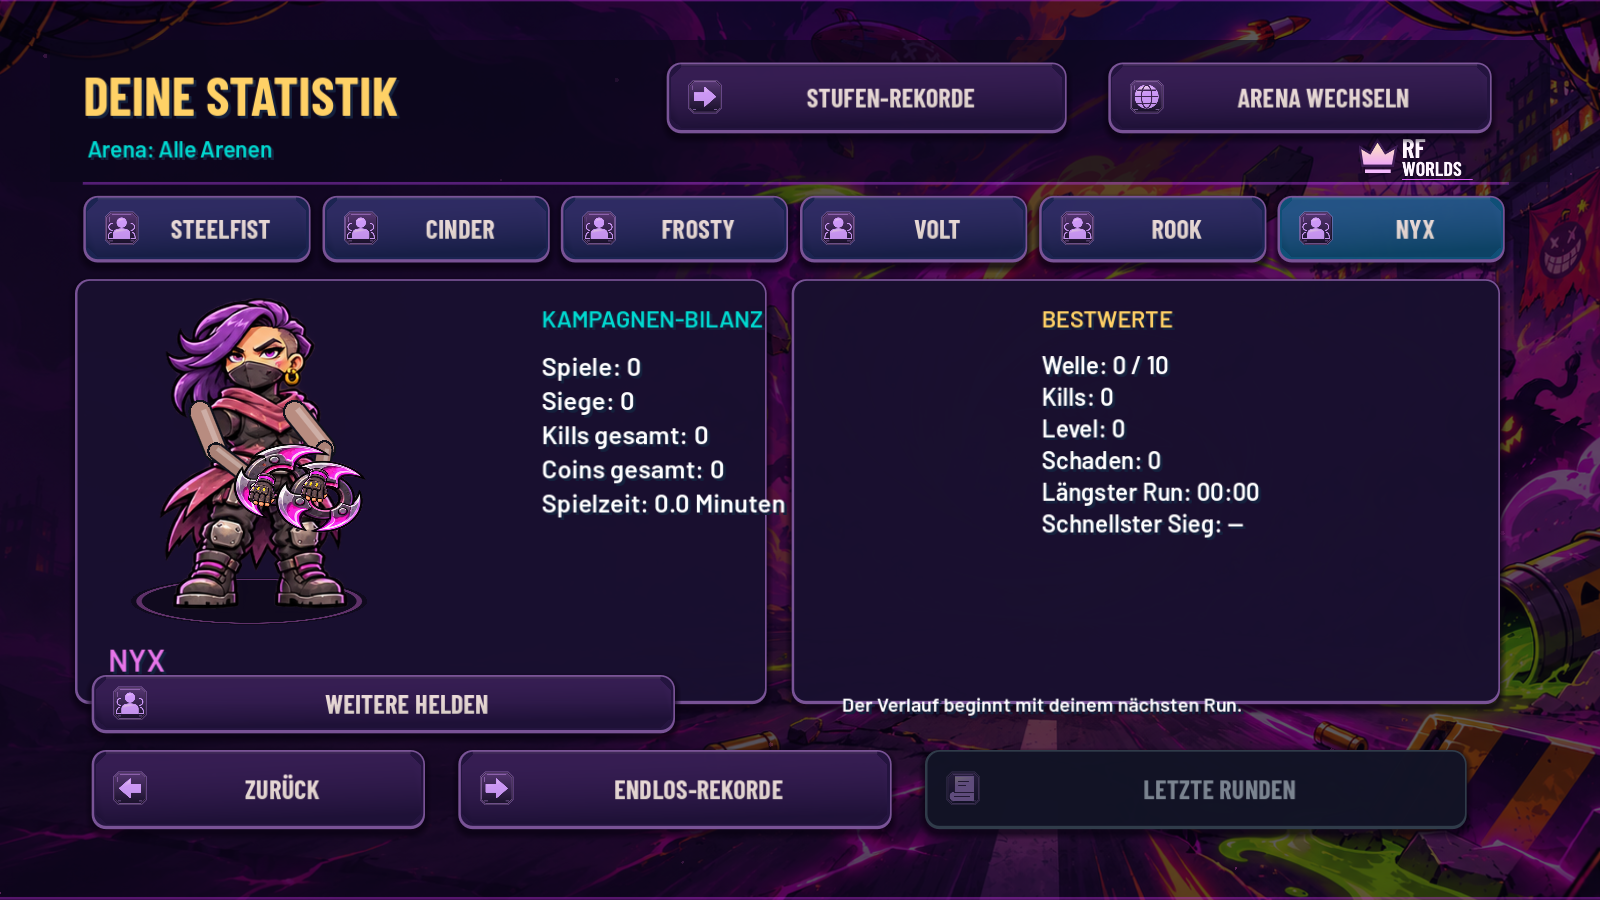 DEINE STATISTIK
STUFEN-REKORDE
ARENA WECHSELN
Arena: Alle Arenen
RF
WORLDS
STEELFIST
CINDER
FROSTY
VOLT
ROOK
NYX
KAMPAGNEN-BILANZ
Spiele: 0
Siege: 0
Kills gesamt: 0
Coins gesamt: 0
Spielzeit: 0.0 Minuten
NYX
WEITERE HELDEN
BESTWERTE
Welle: 0 / 10
Kills: 0
Level: 0
Schaden: 0
Längster Run: 00:00
Schnellster Sieg: –
Der Verlauf beginnt mit deinem nächsten Run.
ZURÜCK
ENDLOS-REKORDE
LETZTE RUNDEN